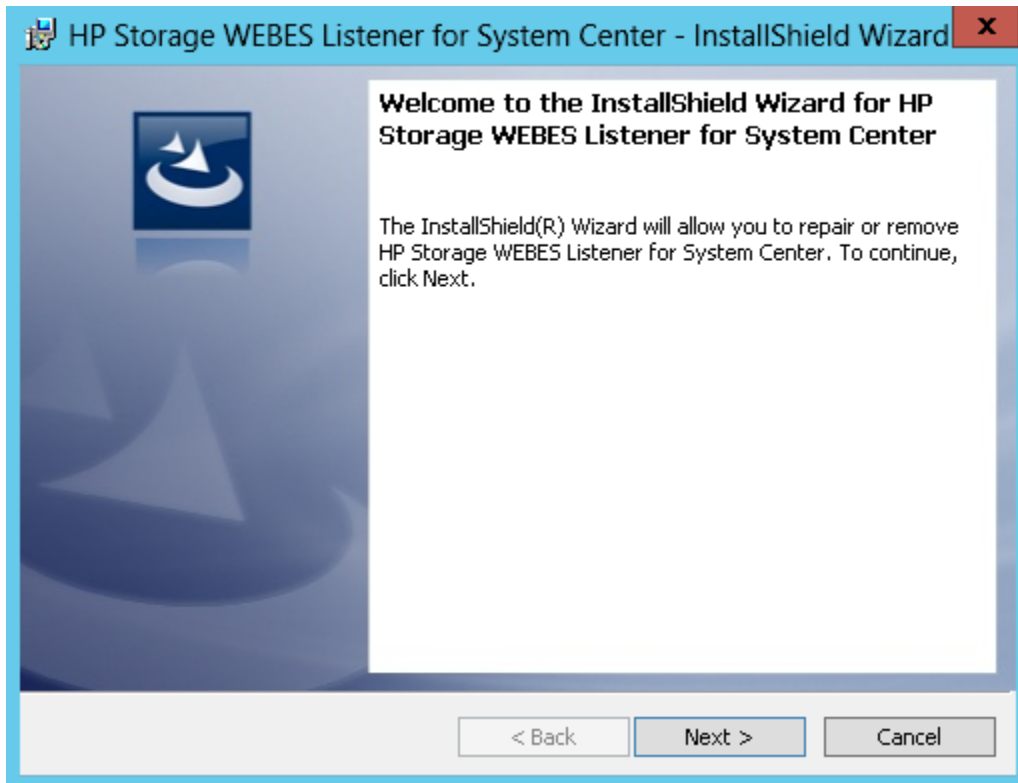 HP Storage WEBES Listener for System Center - InstallShield Wizard
x
Welcome to the InstallShield Wizard for HP
Storage WEBES Listener for System Center
The InstallShield(R) Wizard will allow you to repair or remove
HP Storage WEBES Listener for System Center. To continue,
click Next.
< Back
Next >
Cancel